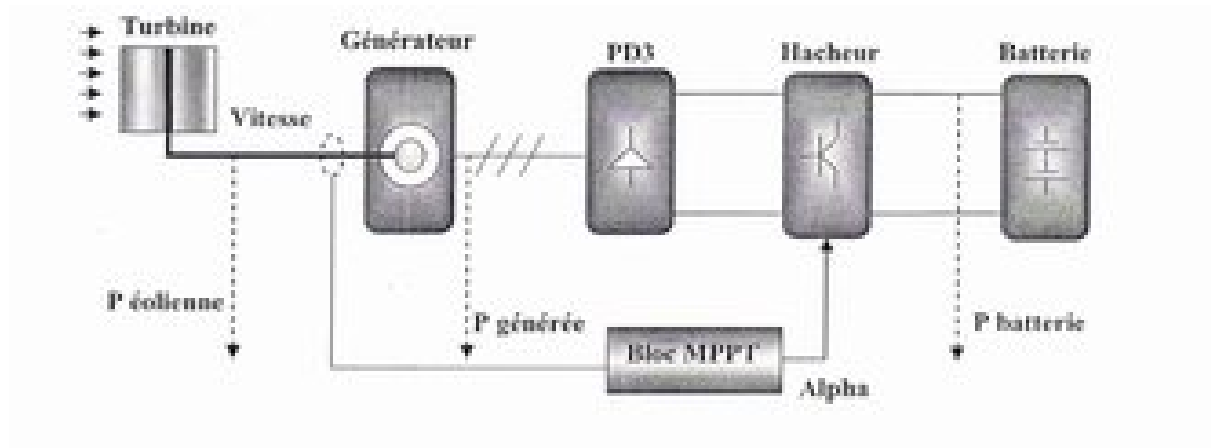 Turbine
Générateur
PD3
Hacheur
Batterie
Vitesse
P éolienne
P générée
P batterie
Bloc MPPT
Alpha